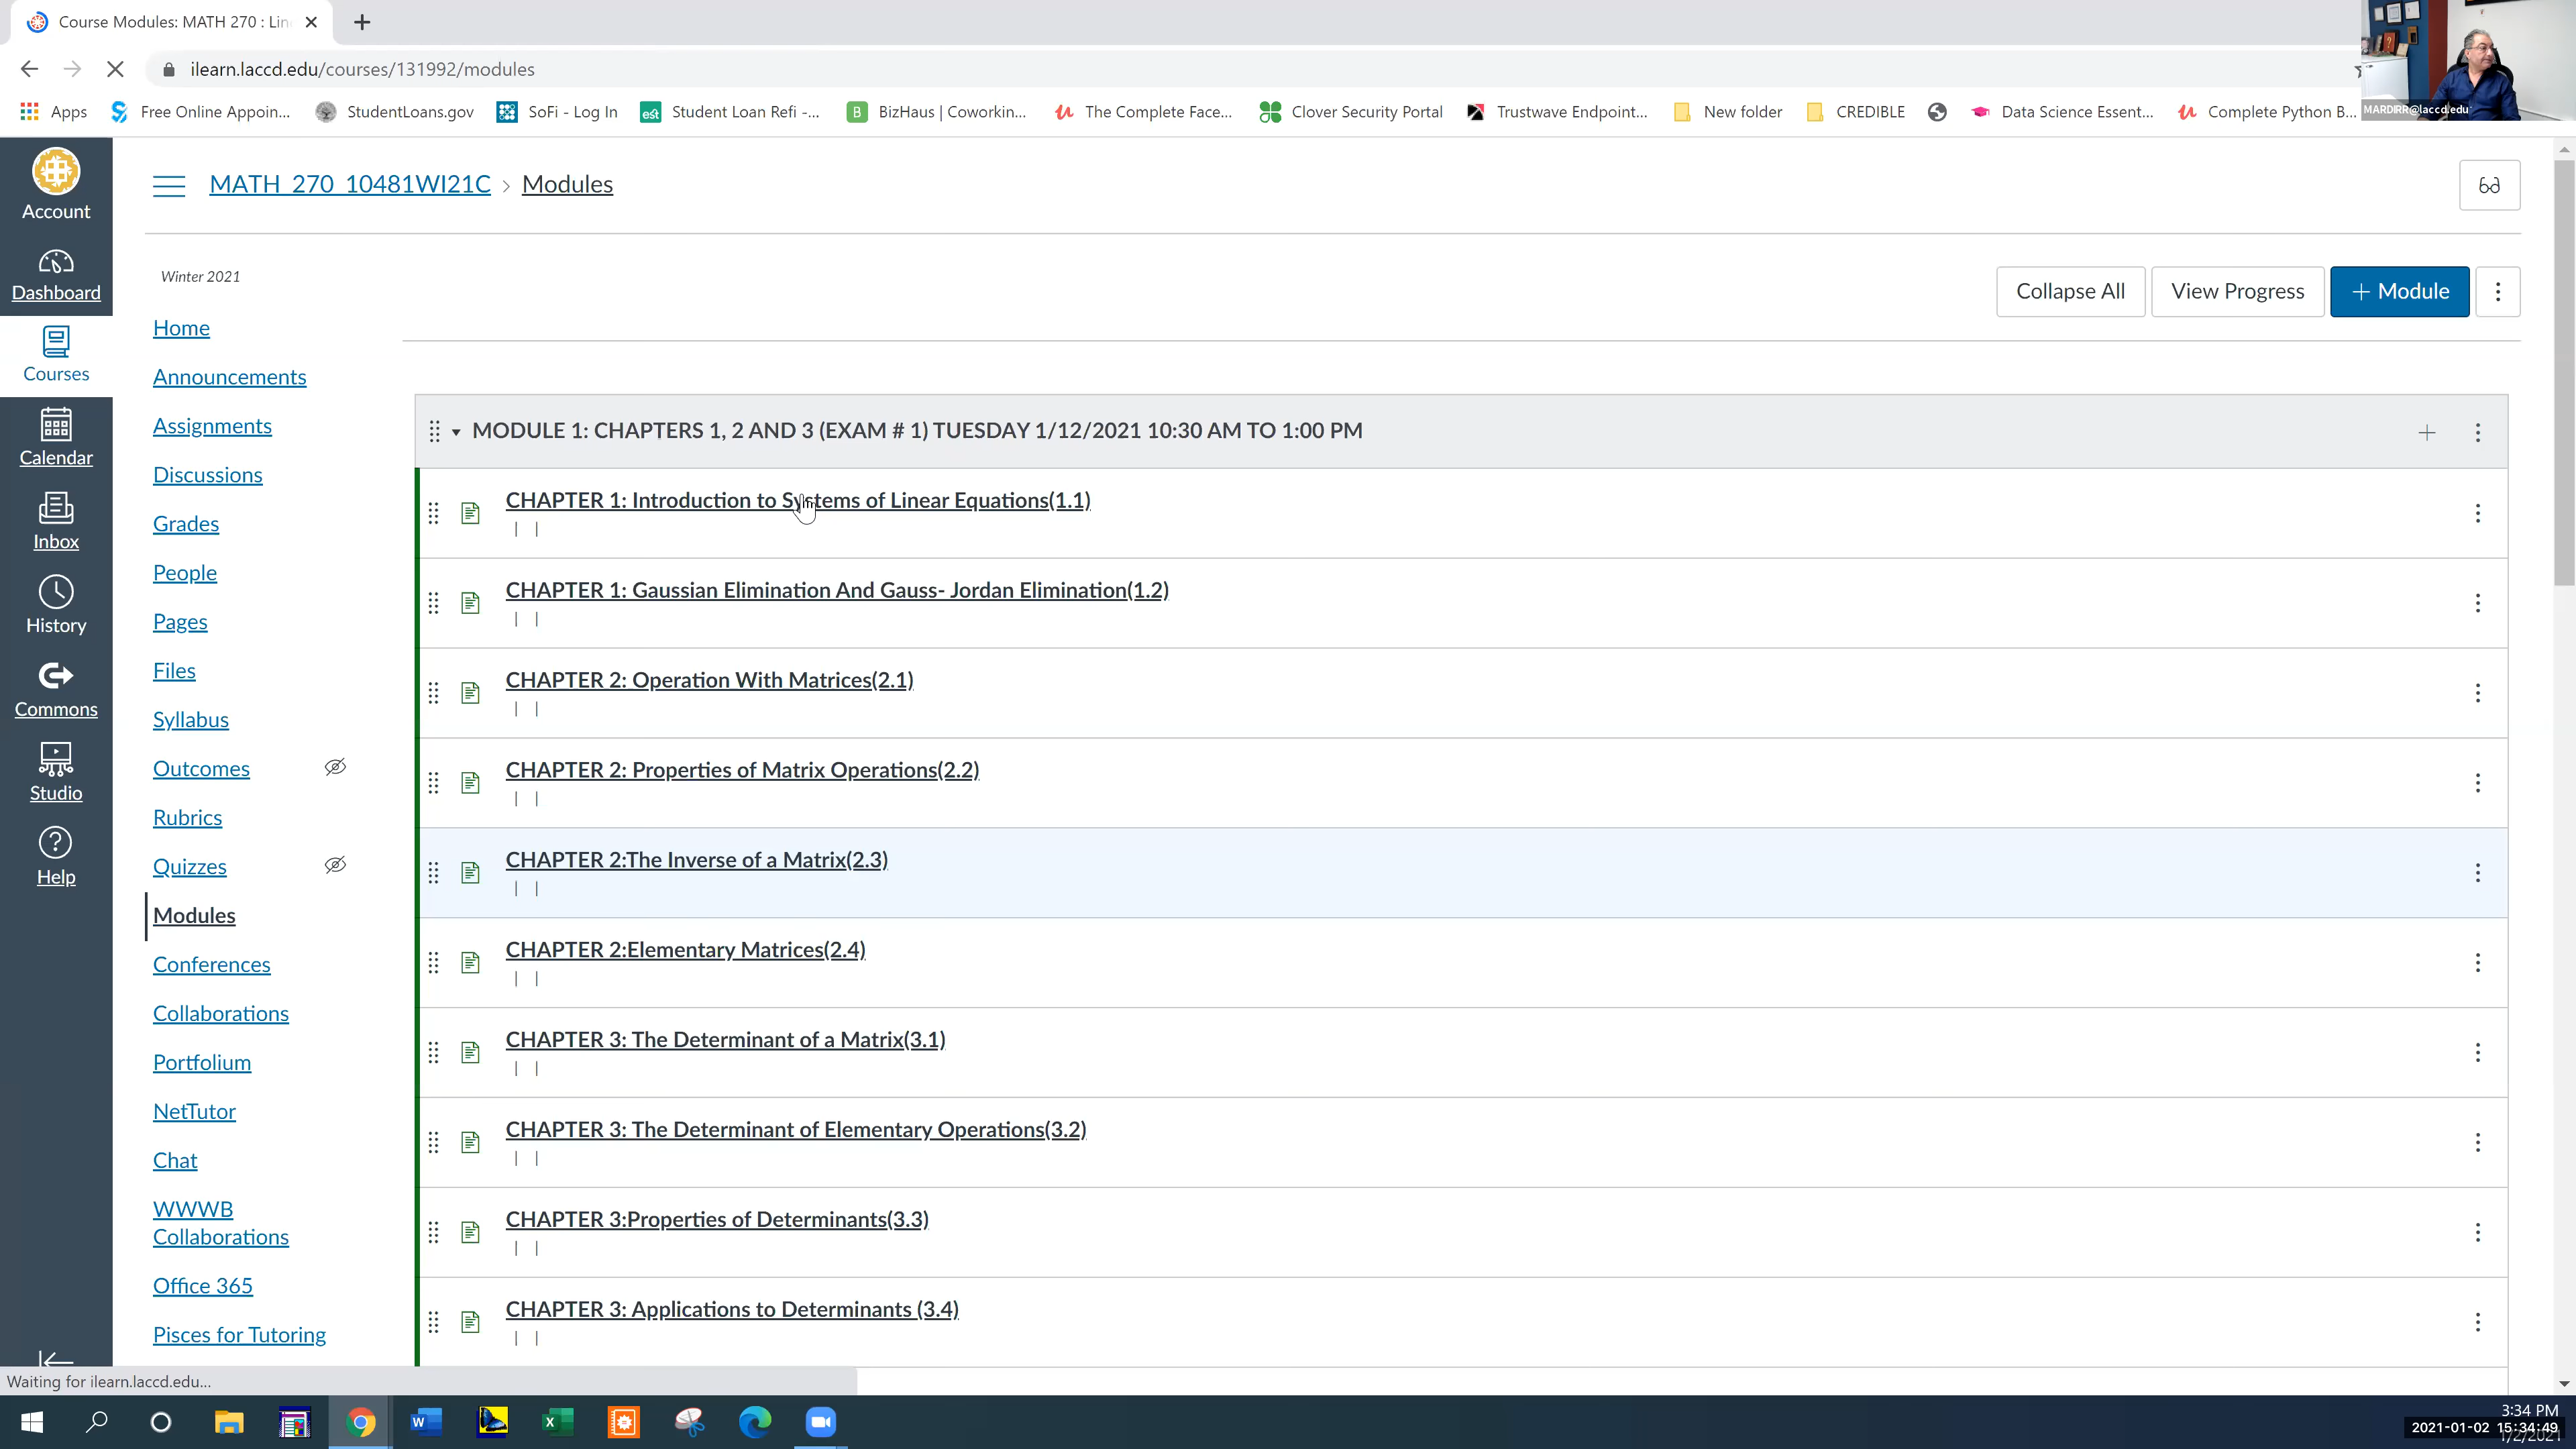 Course Modules: MATH 270 : Lin
ilearn.laccd.edu/courses/131992/modules
Apps
Free Online Appoin...
StudentLoans.gov
SoFi - Log In
Student Loan Refi -...
BizHaus | Coworkin...
The Complete Face...
Clover Security Portal
Trustwave Endpoint...
New folder
CREDIBLE
Data Science Essent...
Complete Python B...
MARDIRR@laccd.edu
Account
Dashboard
Courses
Calendar
Inbox
History
Commons
Studio
Help
MATH 270 10481WI21C > Modules
Winter 2021
Home
Announcements
Assignments
Discussions
Grades
People
Pages
Files
Syllabus
Outcomes
Rubrics
Quizzes
Modules
Conferences
Collaborations
Portfolium
NetTutor
Chat
WWWB
Collaborations
Office 365
Pisces for Tutoring
Collapse All
View Progress
+ Module
MODULE 1: CHAPTERS 1, 2 AND 3 (EXAM # 1) TUESDAY 1/12/2021 10:30 AM TO 1:00 PM
CHAPTER 1: Introduction to Systems of Linear Equations(1.1)
| |
CHAPTER 1: Gaussian Elimination And Gauss- Jordan Elimination(1.2)
| |
CHAPTER 2: Operation With Matrices(2.1)
| |
CHAPTER 2: Properties of Matrix Operations(2.2)
| |
CHAPTER 2:The Inverse of a Matrix(2.3)
| |
CHAPTER 2:Elementary Matrices(2.4)
| |
CHAPTER 3: The Determinant of a Matrix(3.1)
| |
CHAPTER 3: The Determinant of Elementary Operations(3.2)
| |
CHAPTER 3:Properties of Determinants(3.3)
| |
CHAPTER 3: Applications to Determinants (3.4)
| |
Waiting for ilearn.laccd.edu...
3:34 PM
2021-01-02 15:34:49